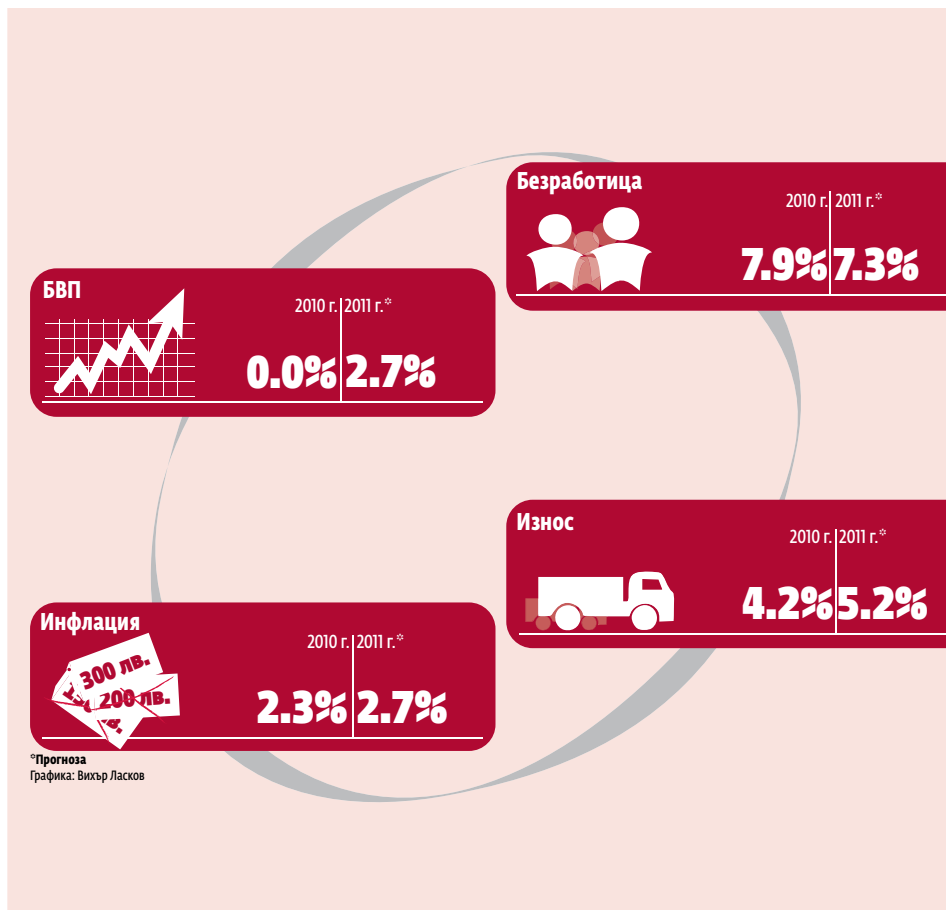 Безработица
2010 г. 2011 г.*
7.9% 7.3%
БВП
2010 г. 2011 г.*
0.0% 2.7%
Износ
2010 г. 2011 г.*
4.2% 5.2%
Инфлация
2010 г. 2011 г.*
300 лв.
200 лв.
2.3% 2.7%
*Прогноза
Графика: Вихър Ласков